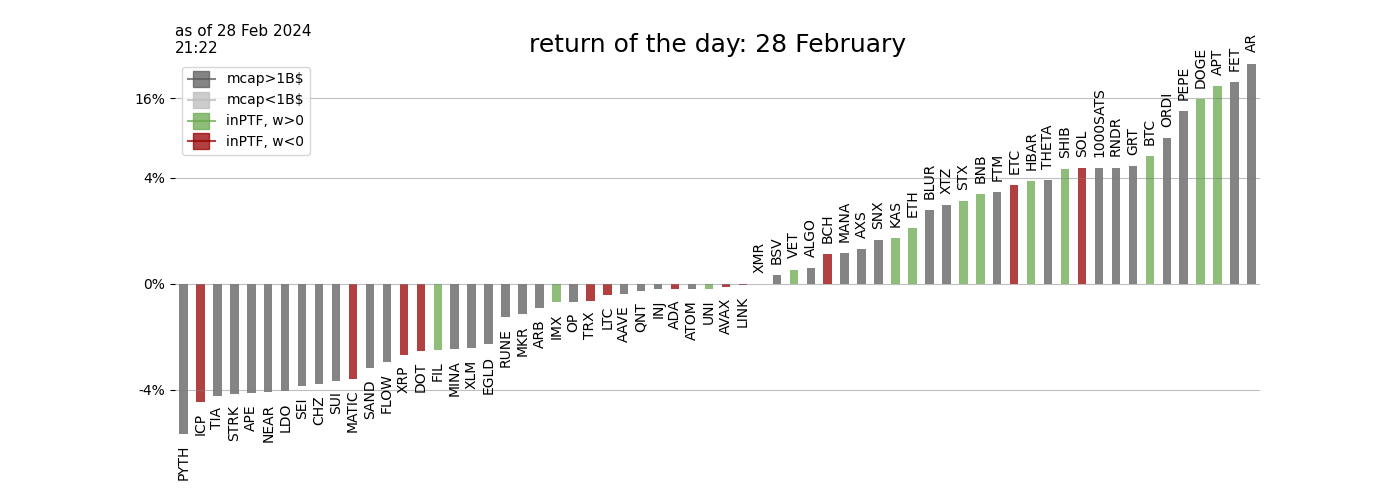 as of 28 Feb 2024
21:22
return of the day: 28 February
mcap>1B$
mcap<1B$
inPTF, w>0
inPTF, w<0
16%
4%
0%
-4%
PYTH
ICP
TIA
STRK
APE
NEAR
LDO
SEI
CHZ
SUI
MATIC
SAND
FLOW
XRP
DOT
FIL
MINA
XLM
EGLD
RUNE
MKR
ARB
IMX
OP
TRX
LTC
AAVE
QNT
INJ
ADA
ATOM
UNI
AVAX
LINK
XMR
BSV
VET
ALGO
BCH
MANA
AXS
SNX
KAS
ETH
BLUR
XTZ
STX
BNB
FTM
ETC
HBAR
THETA
SHIB
SOL
1000SATS
RNDR
GRT
BTC
ORDI
PEPE
DOGE
APT
FET
AR